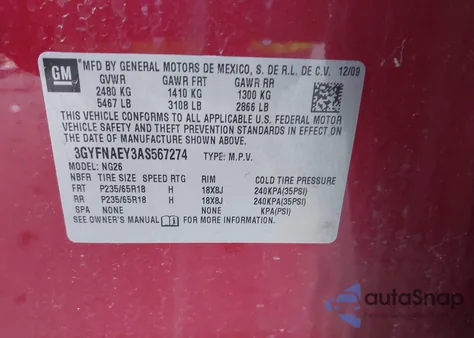 GM
MFD BY GENERAL MOTORS DE MEXICO, S. DE R.L. DE C.V. 12/09
GVWR GAWR FRT GAWR RR
2480 KG 1410 KG 1300 KG
5467 LB 3108 LB 2866 LB
THIS VEHICLE CONFORMS TO ALL APPLICABLE U.S. FEDERAL MOTOR
VEHICLE SAFETY, BUMPER, AND THEFT PREVENTION STANDARDS IN EFFECT ON
THE DATE OF MANUFACTURE SHOWN ABOVE.
3GYFNAEY3AS567274 TYPE: M.P.V.
MODEL: NG26
NBFR TIRE SIZE SPEED RTG RIM COLD TIRE PRESSURE
FRT P235/65R18 H 18X8J 240KPA(35PSI)
RR P235/65R18 H 18X8J 240KPA(35PSI)
SPA NONE NONE KPA(PSI)
SEE OWNER'S MANUAL FOR MORE INFORMATION.
autoSnap